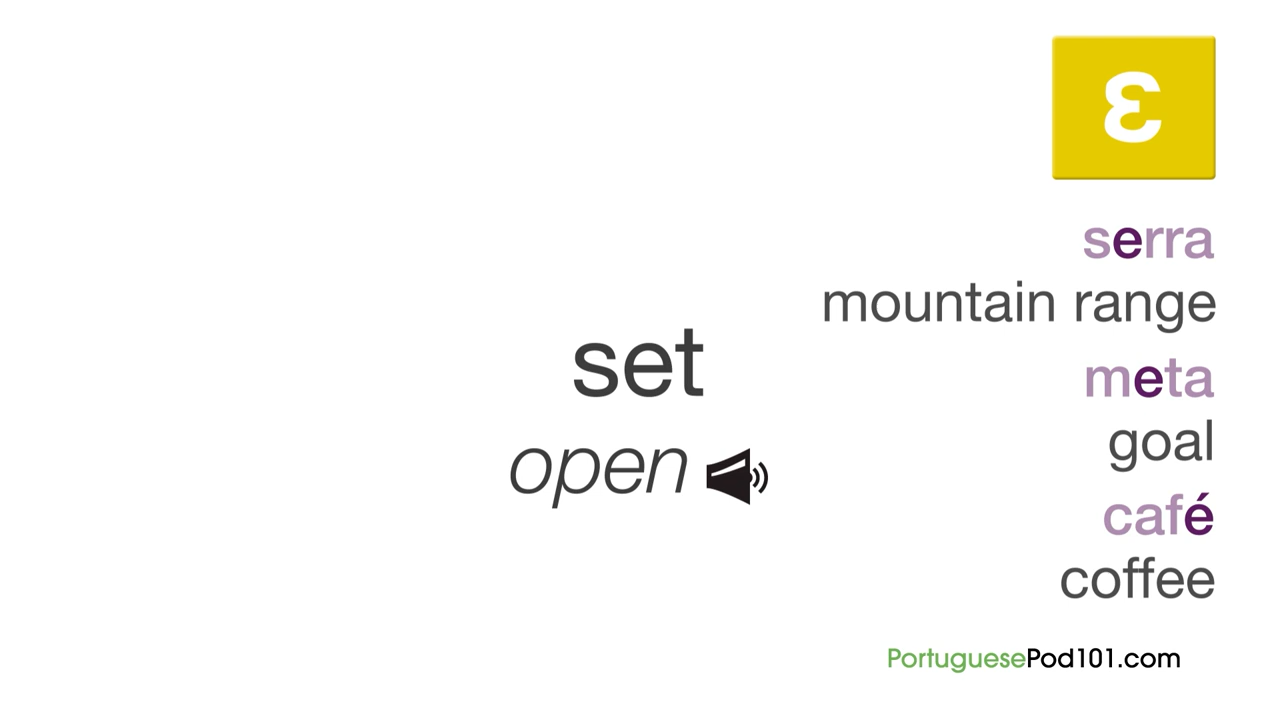 ɛ
serra
mountain range
set
meta
open
goal
café
coffee
PortuguesePod101.com